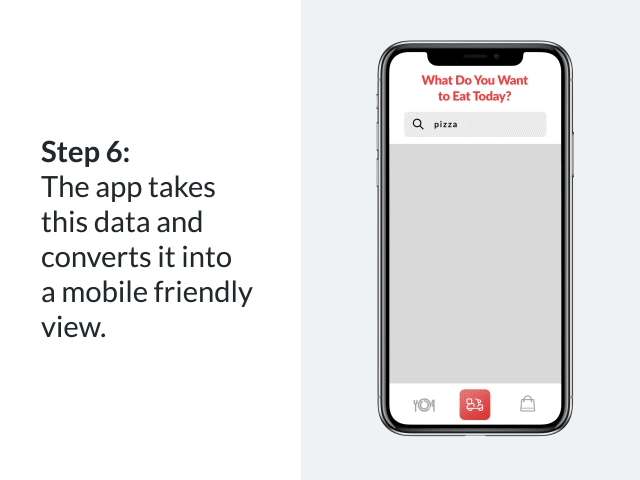 Step 6:
The app takes
this data and
converts it into
a mobile friendly
view.
What Do You Want
to Eat Today?
pizza